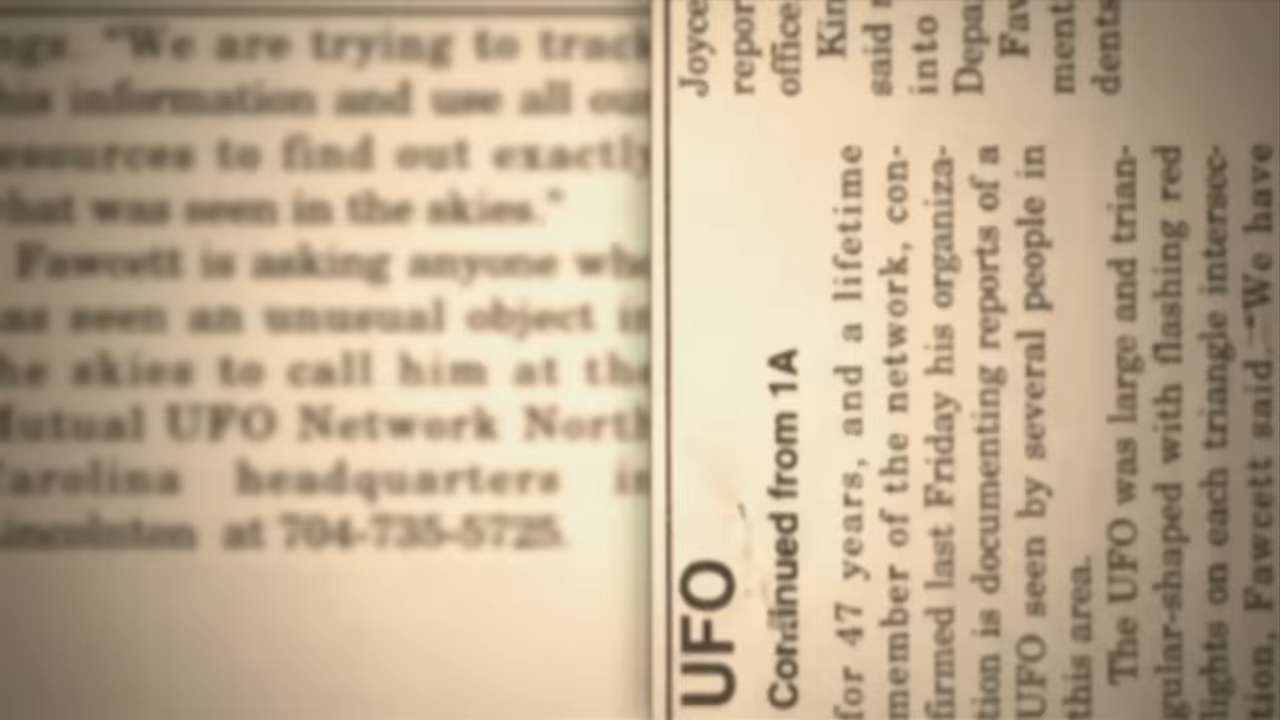 ngs. "We are trying to track
his information and use all our
esources to find out exactly
what was seen in the skies."
Fawcett is asking anyone who
as seen an unusual object in
he skies to call him at the
Mutual UFO Network North
Carolina headquarters in
Lincolnton at 704-735-5725.
UFO
Continued from 1A
for 47 years, and a lifetime
member of the network, con-
firmed last Friday his organiza-
tion is documenting reports of a
UFO seen by several people in
this area.
The UFO was large and trian-
gular-shaped with flashing red
lights on each triangle intersec-
tion, Fawcett said. "We have
Joyce
repor
office
Kin
said
into
Depa
Faw
ment
dents